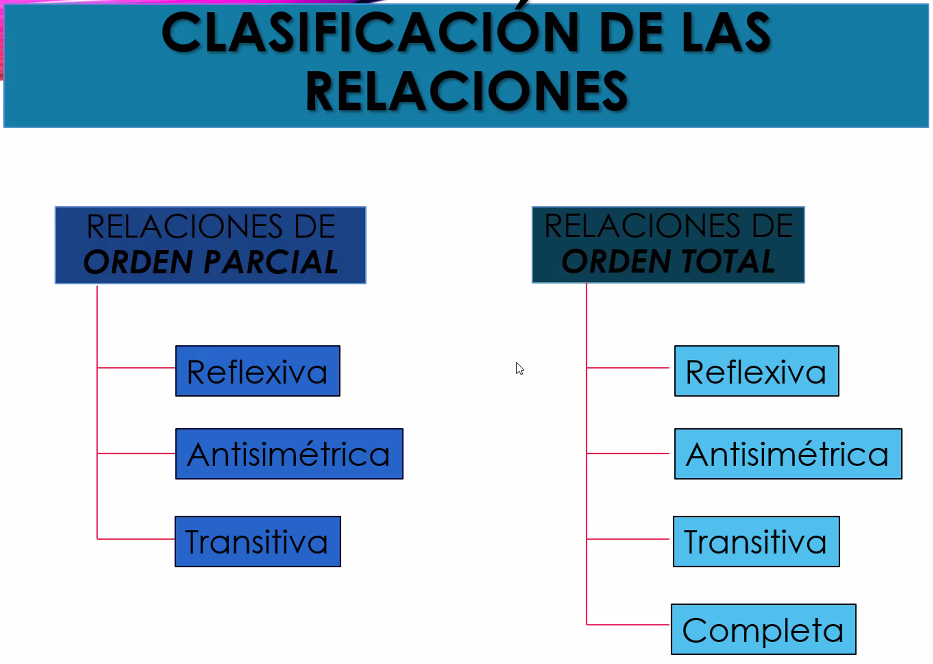 CLASIFICACIÓN DE LAS
RELACIONES
RELACIONES DE
ORDEN PARCIAL
Reflexiva
Antisimétrica
Transitiva
RELACIONES DE
ORDEN TOTAL
Reflexiva
Antisimétrica
Transitiva
Completa